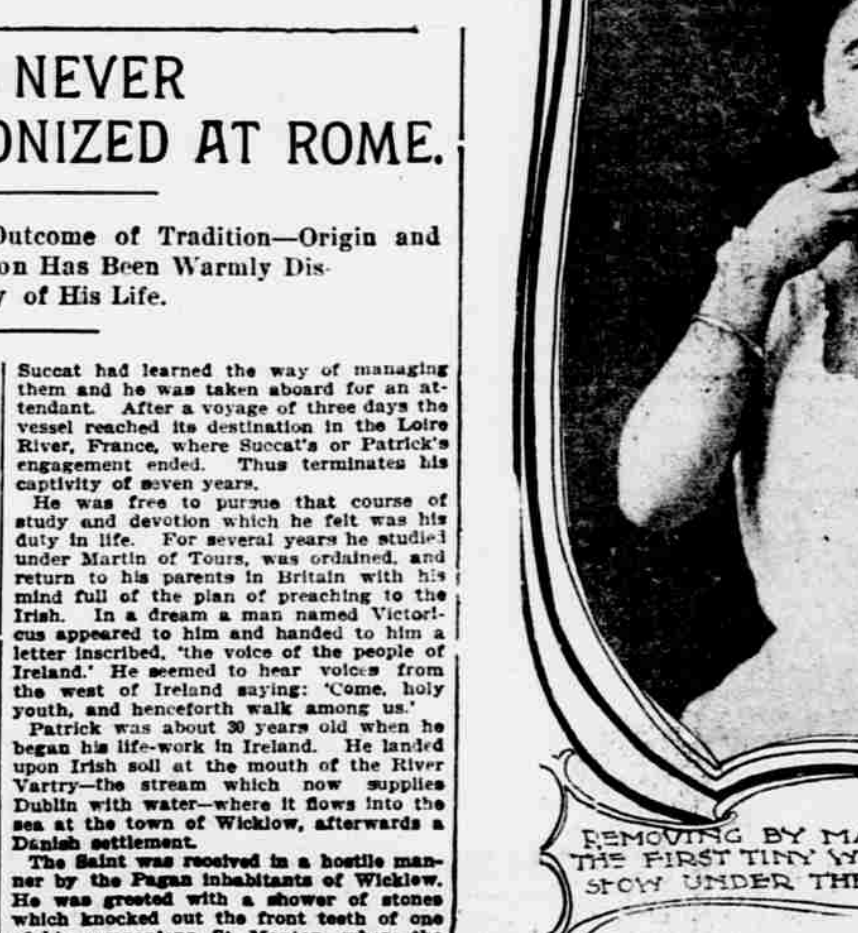 NEVER
ONIZED AT ROME.
Outcome of Tradition—Origin and
on Has Been Warmly Dis-
y of His Life.
Succat had learned the way of managing
them and he was taken aboard for an at-
tendant. After a voyage of three days the
vessel reached its destination in the Loire
River, France, where Succat's or Patrick's
engagement ended. Thus terminates his
captivity of seven years.
He was free to pursue that course of
study and devotion which he felt was his
duty in life. For several years he studied
under Martin of Tours, was ordained, and
return to his parents in Britain with his
mind full of the plan of preaching to the
Irish. In a dream a man named Victori-
cus appeared to him and handed to him a
letter inscribed, 'the voice of the people of
Ireland.' He seemed to hear voices from
the west of Ireland saying: 'Come, holy
youth, and henceforth walk among us.'
Patrick was about 30 years old when he
began his life-work in Ireland. He landed
upon Irish soil at the mouth of the River
Vartry—the stream which now supplies
Dublin with water—where it flows into the
sea at the town of Wicklow, afterwards a
Danish settlement.
The Saint was received in a hostile man-
ner by the Pagan inhabitants of Wicklow.
He was greeted with a shower of stones
which knocked out the front teeth of one
REMOVING BY MA
THE FIRST TINY W
SHOW UNDER THE